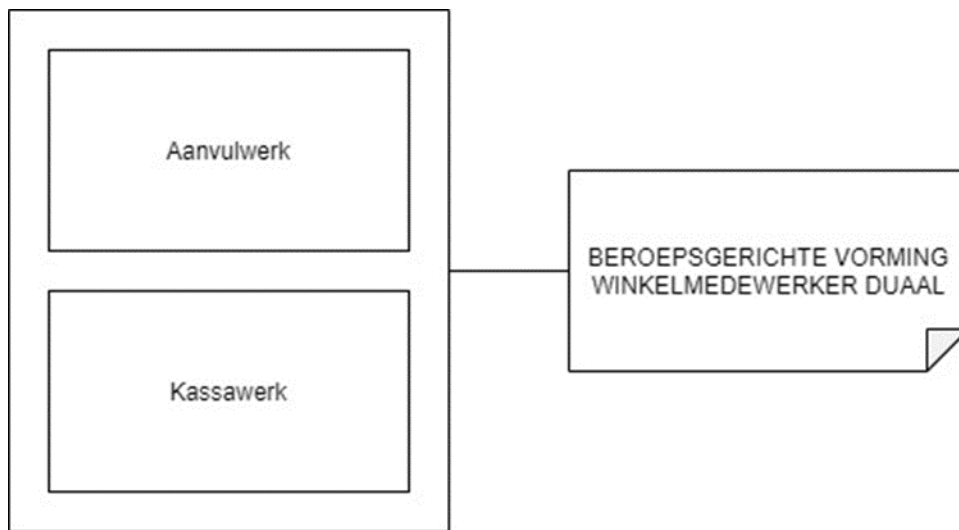 Aanvulwerk
BEROEPSGERICHTE VORMING
WINKELMEDEWERKER DUAAL
Kassawerk